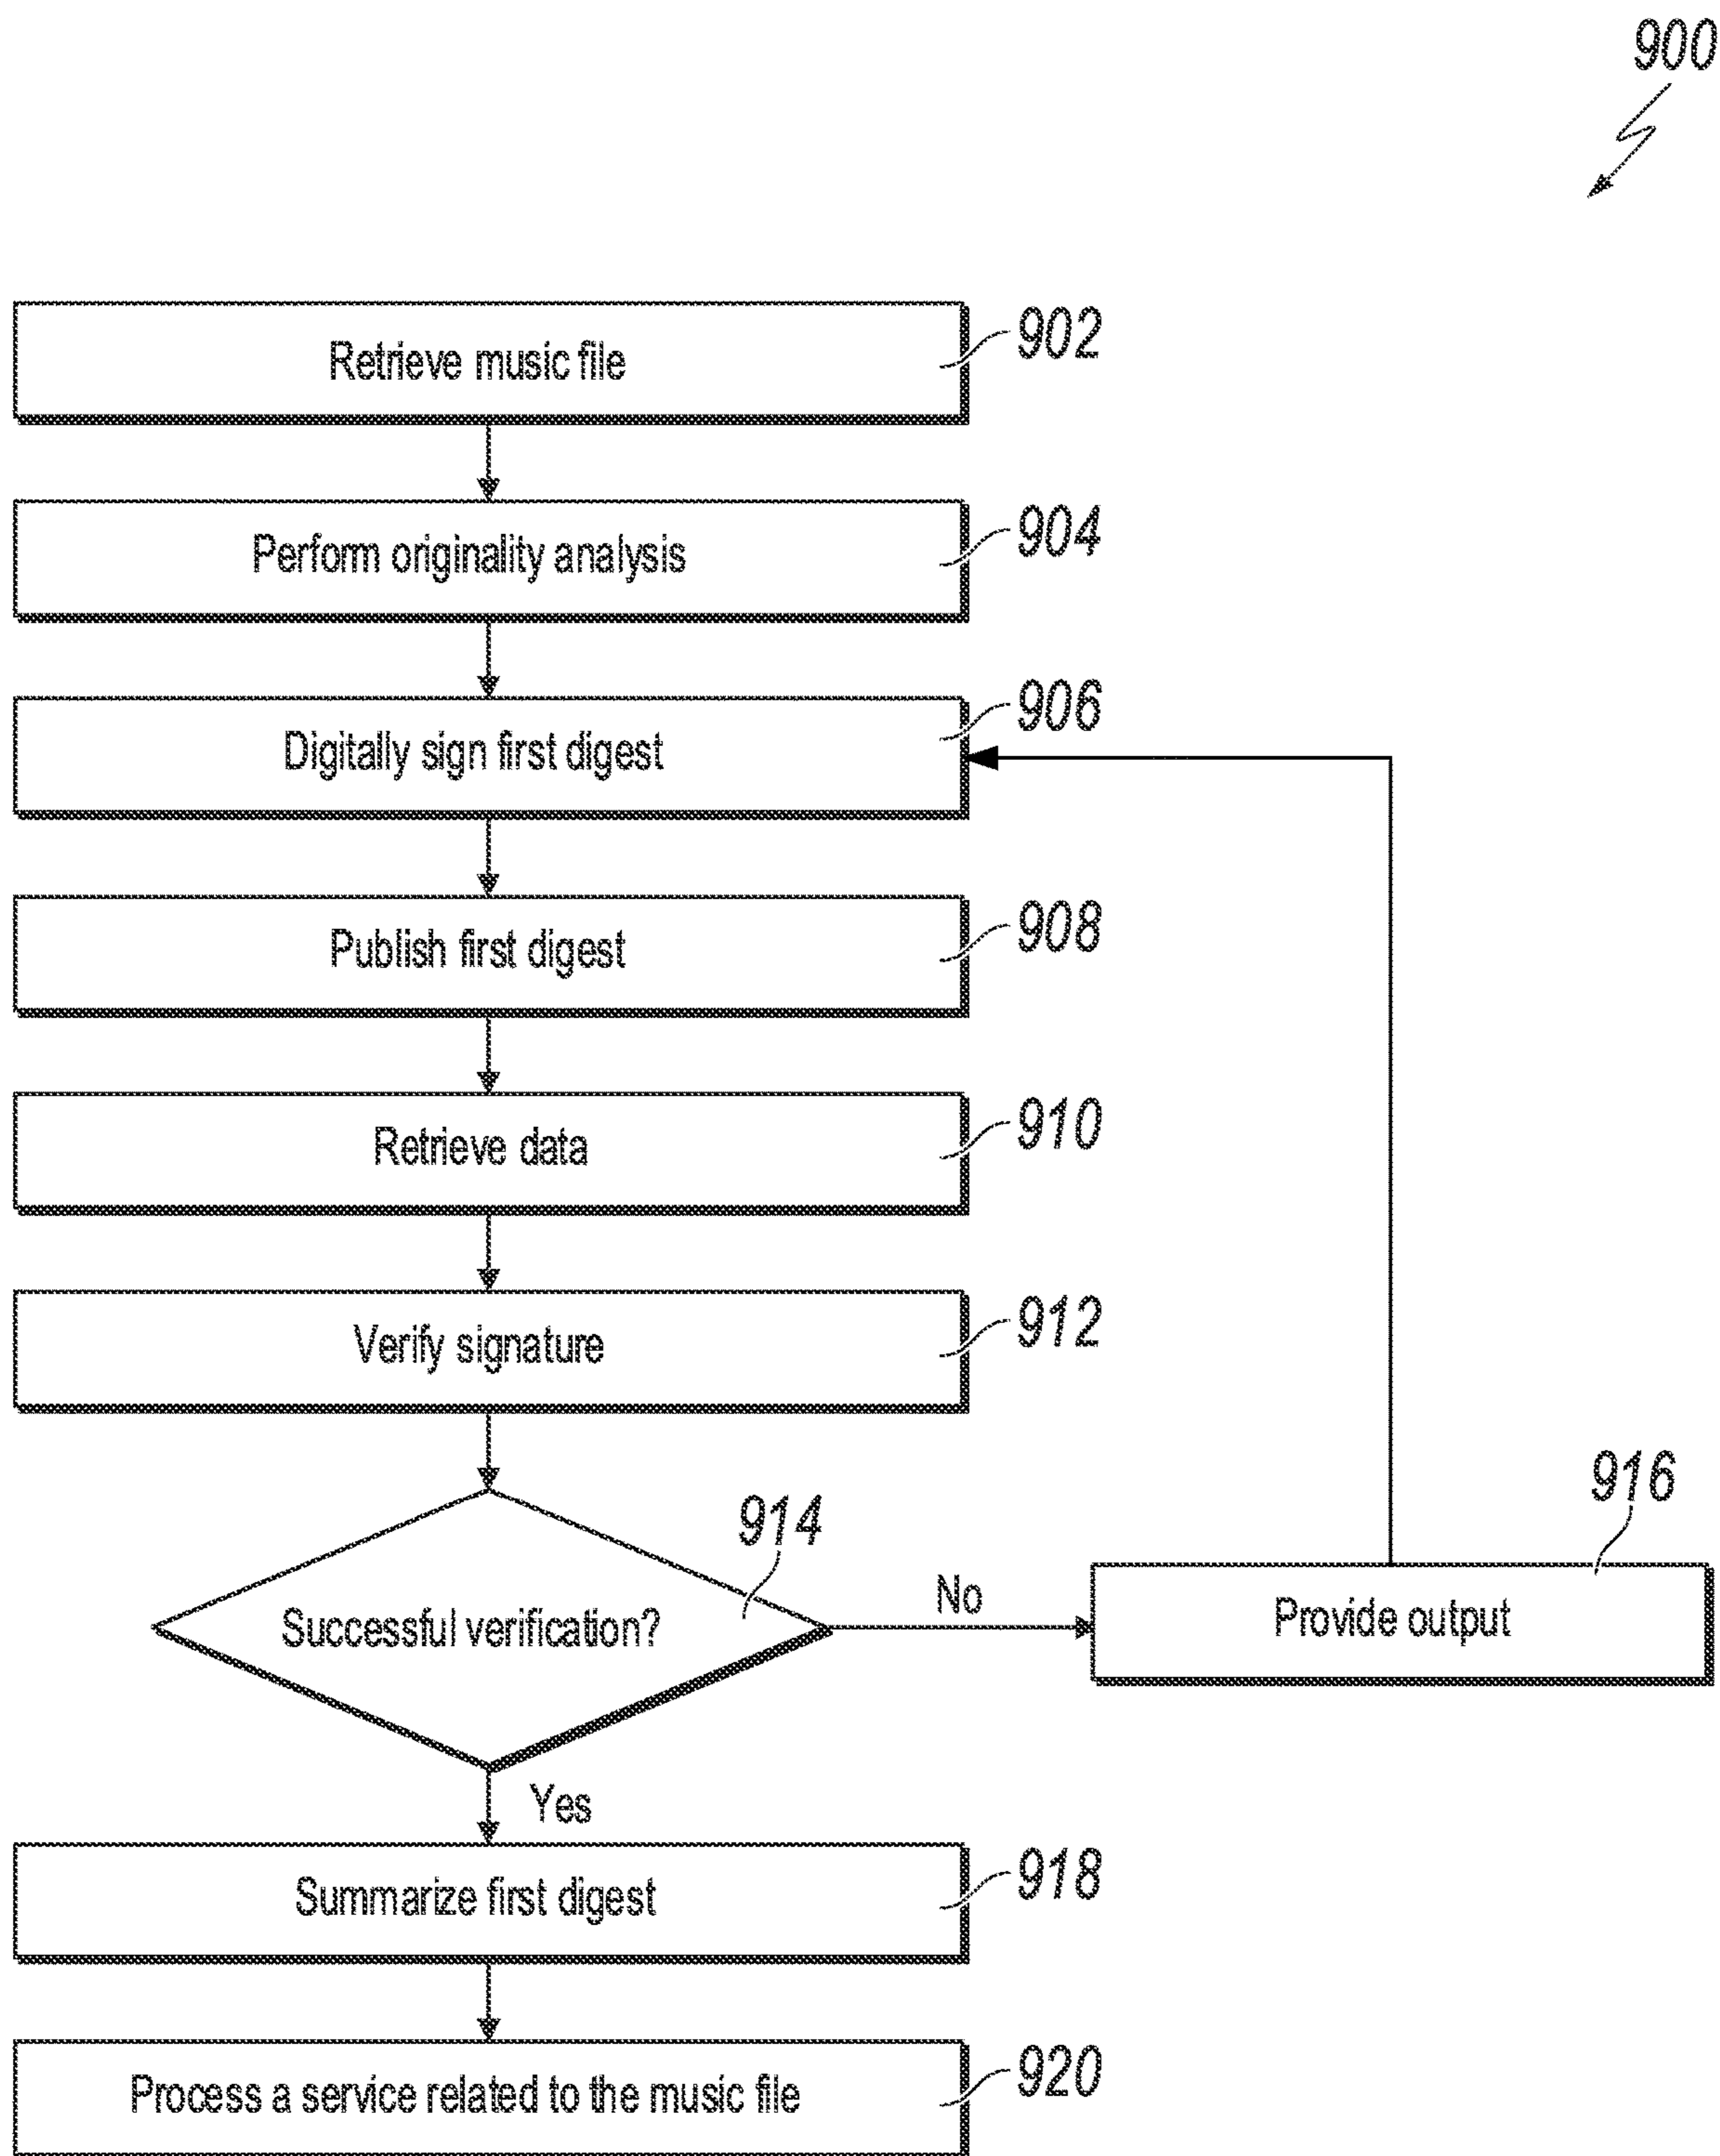 900
Retrieve music file
902
Perform originality analysis
904
Digitally sign first digest
906
Publish first digest
908
Retrieve data
910
Verify signature
912
Successful verification?
914
No
Provide output
916
Yes
Summarize first digest
918
Process a service related to the music file
920